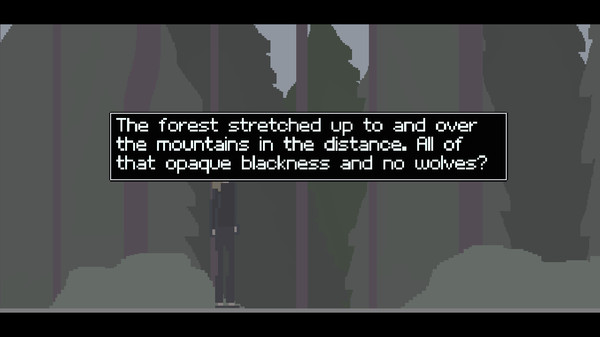 The forest stretched up to and over
the mountains in the distance. All of
that opaque blackness and no wolves?